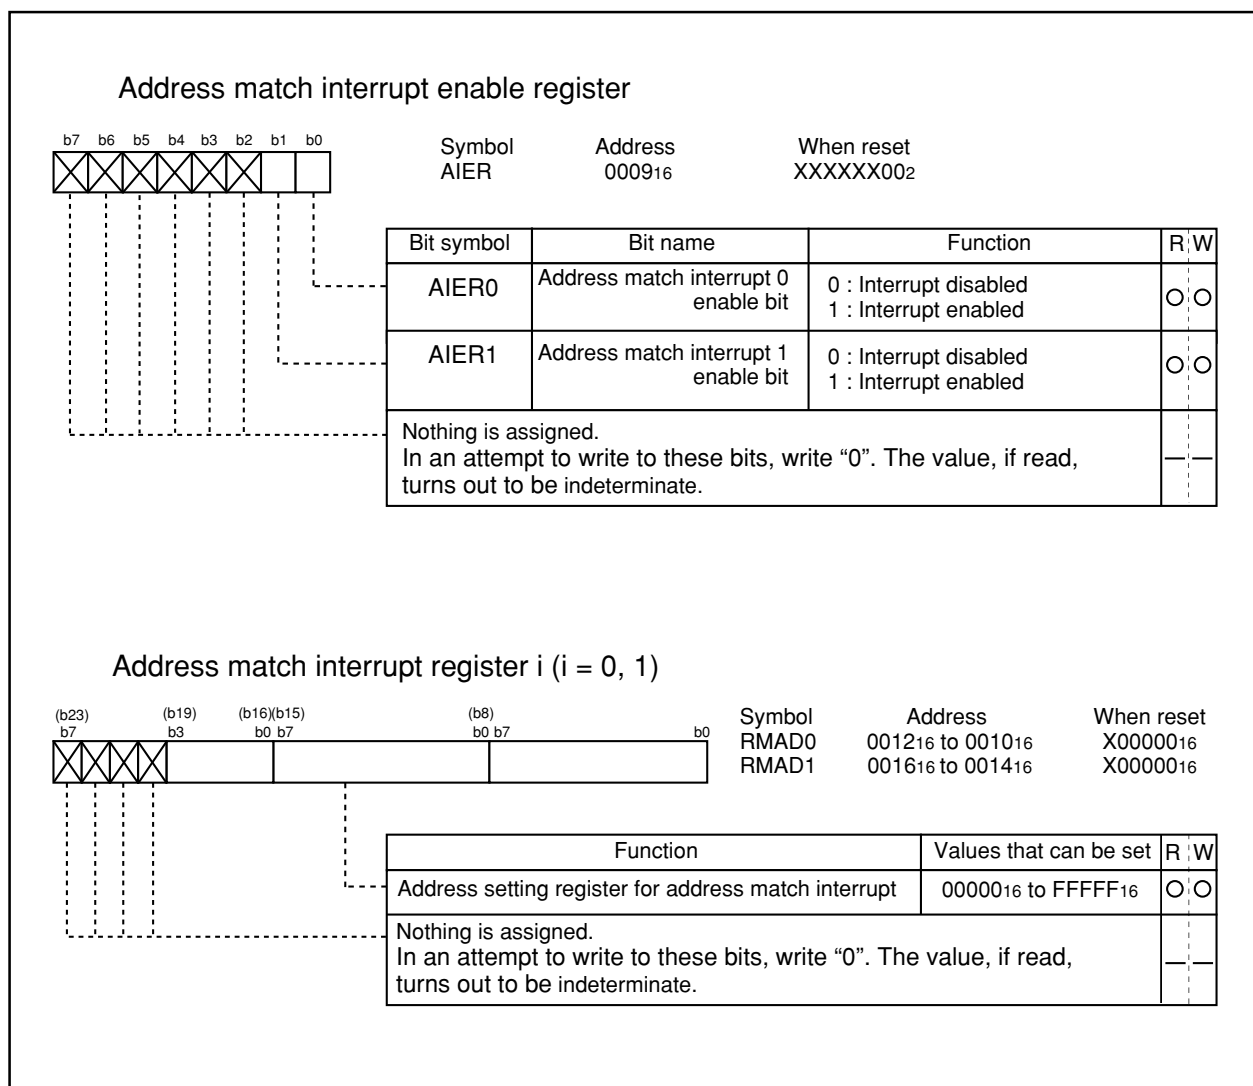 Address match interrupt enable register
b7 b6 b5 b4 b3 b2 b1 b0
Symbol Address When reset
AIER 000916 XXXXXX002
Bit symbol Bit name Function R W
AIER0 Address match interrupt 0 enable bit 0 : Interrupt disabled
1 : Interrupt enabled
AIER1 Address match interrupt 1 enable bit 0 : Interrupt disabled
1 : Interrupt enabled
Nothing is assigned.
In an attempt to write to these bits, write “0”. The value, if read,
turns out to be indeterminate.
Address match interrupt register i (i = 0, 1)
(b23) (b19) (b16)(b15) (b8)
b7 b3 b0 b7 b0 b7 b0
Symbol Address When reset
RMAD0 001216 to 001016 X0000016
RMAD1 001616 to 001416 X0000016
Function Values that can be set R W
Address setting register for address match interrupt 0000016 to FFFFF16
Nothing is assigned.
In an attempt to write to these bits, write “0”. The value, if read,
turns out to be indeterminate.